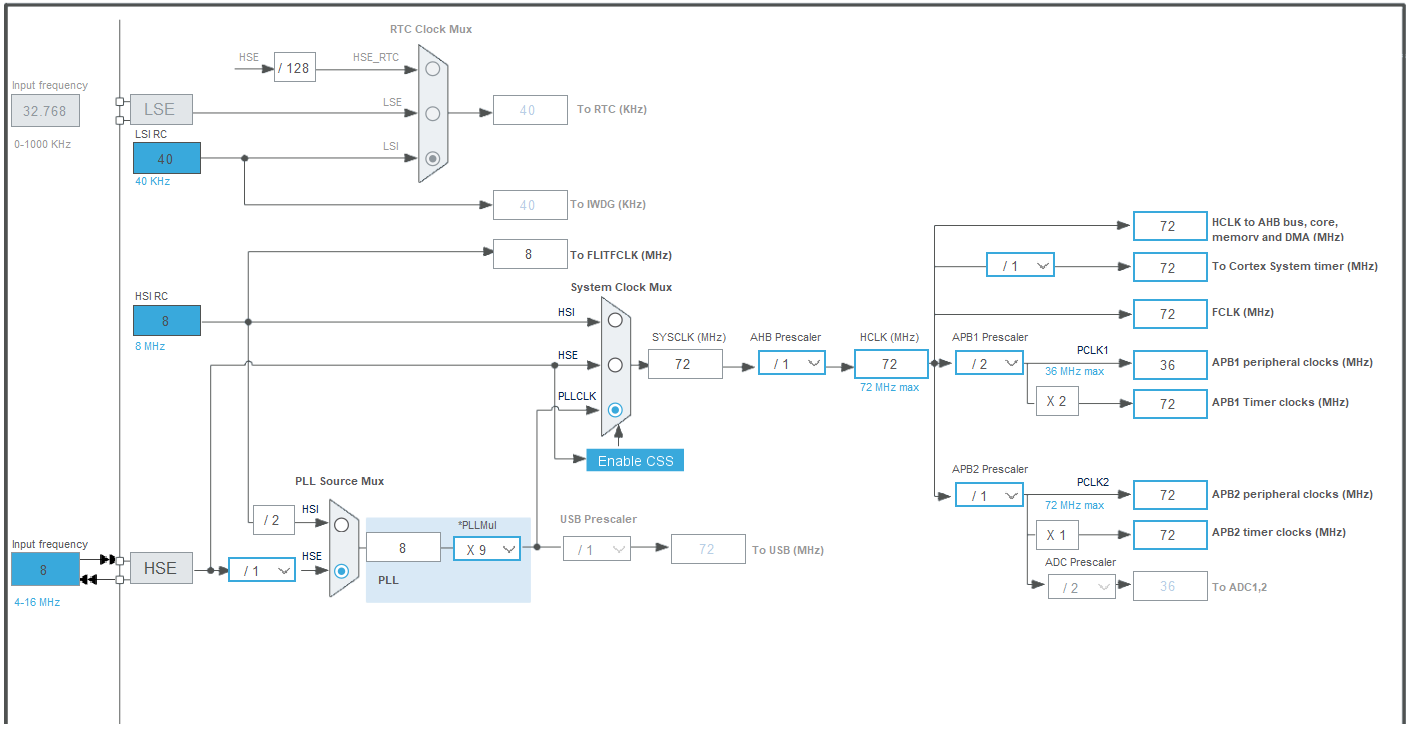 RTC Clock Mux
HSE
/ 128
HSE_RTC
Input frequency
32.768
0-1000 KHz
LSE
LSE
40
To RTC (KHz)
LSI RC
40
40 KHz
LSI
40
To IWDG (KHz)
8
To FLITFCLK (MHz)
HSI RC
8
8 MHz
System Clock Mux
HSI
HSE
PLLCLK
Enable CSS
SYSCLK (MHz)
72
AHB Prescaler
/ 1
HCLK (MHz)
72
72 MHz max
72
HCLK to AHB bus, core,
memory and DMA (MHz)
/ 1
72
To Cortex System timer (MHz)
72
FCLK (MHz)
APB1 Prescaler
/ 2
PCLK1
36 MHz max
36
APB1 peripheral clocks (MHz)
X 2
72
APB1 Timer clocks (MHz)
APB2 Prescaler
/ 1
PCLK2
72 MHz max
72
APB2 peripheral clocks (MHz)
X 1
72
APB2 timer clocks (MHz)
ADC Prescaler
/ 2
36
To ADC1,2
PLL Source Mux
/ 2
HSI
Input frequency
8
4-16 MHz
HSE
/ 1
HSE
8
*PLLMul
X 9
PLL
USB Prescaler
/ 1
72
To USB (MHz)